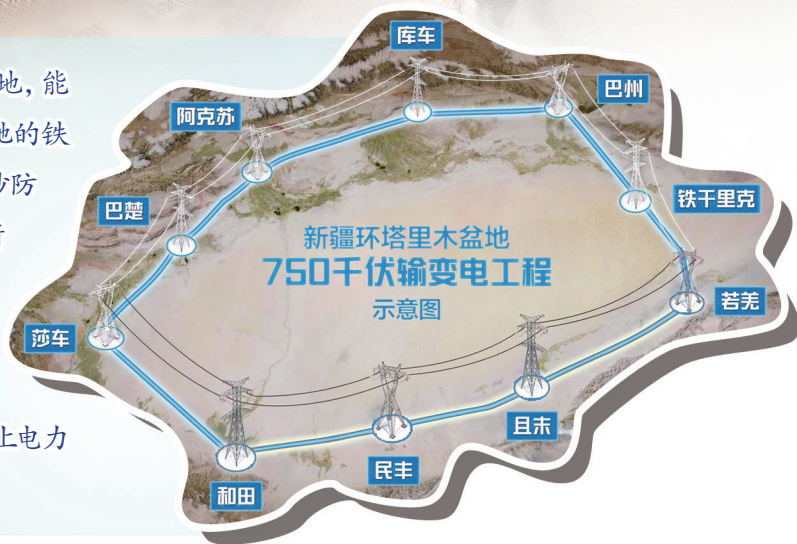 地，能
地的铁
沙防
上电力
库车
巴州
阿克苏
铁干里克
巴楚
新疆环塔里木盆地
750千伏输变电工程
示意图
若羌
莎车
且末
民丰
和田